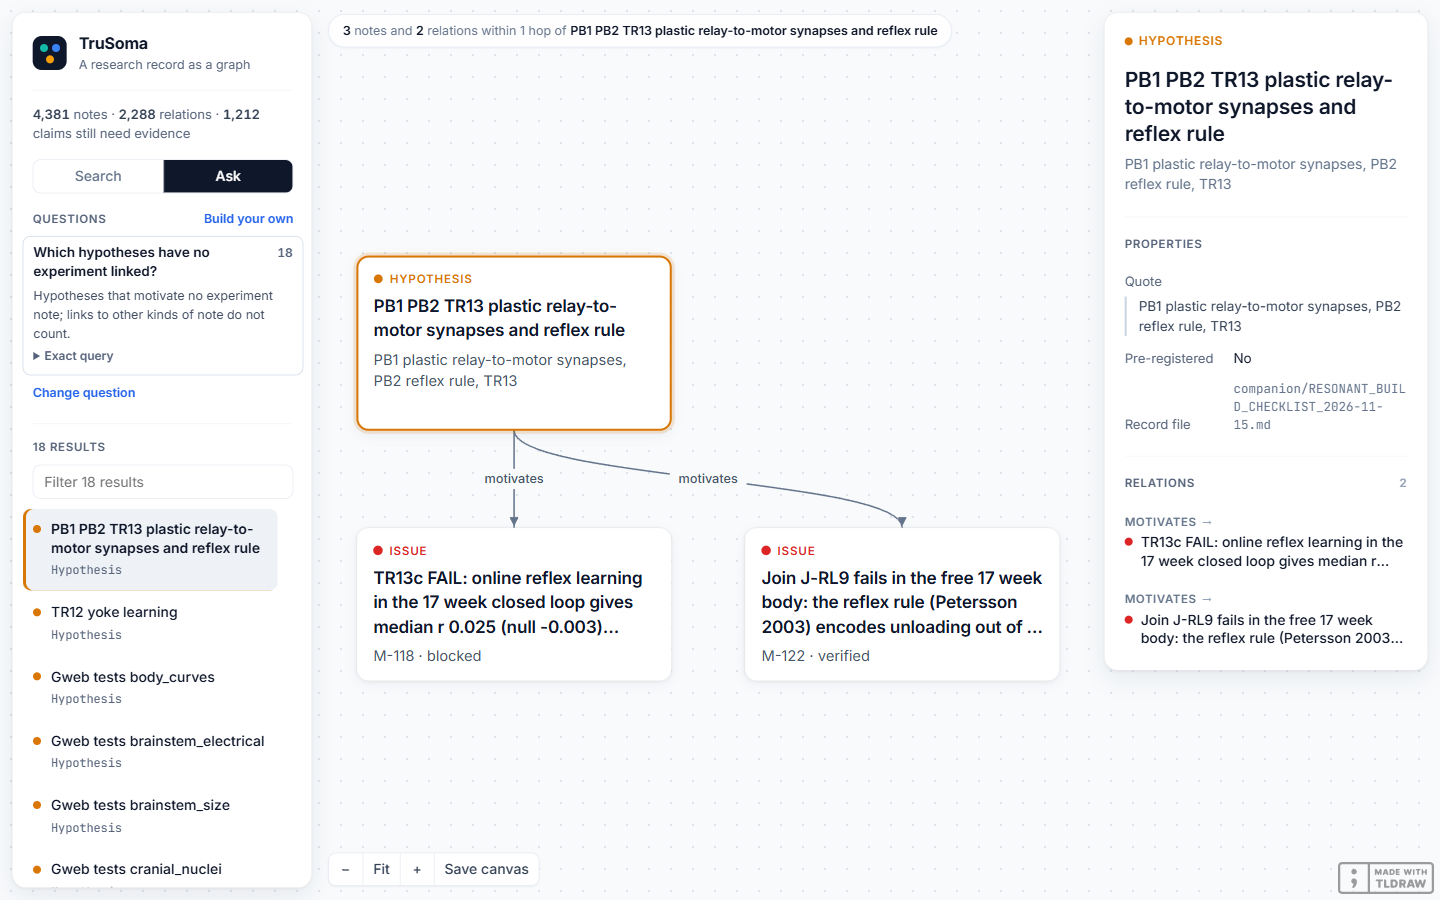 TruSoma
A research record as a graph
4,381 notes · 2,288 relations · 1,212
claims still need evidence
Search
Ask
QUESTIONS
Build your own
Which hypotheses have no
experiment linked?
18
Hypotheses that motivate no experiment
note; links to other kinds of note do not
count.
Exact query
Change question
18 RESULTS
Filter 18 results
PB1 PB2 TR13 plastic relay-to-
motor synapses and reflex rule
Hypothesis
TR12 yoke learning
Hypothesis
Gweb tests body_curves
Hypothesis
Gweb tests brainstem_electrical
Hypothesis
Gweb tests brainstem_size
Hypothesis
Gweb tests cranial_nuclei
3 notes and 2 relations within 1 hop of PB1 PB2 TR13 plastic relay-to-motor synapses and reflex rule
HYPOTHESIS
PB1 PB2 TR13 plastic relay-to-
motor synapses and reflex rule
PB1 plastic relay-to-motor synapses,
PB2 reflex rule, TR13
motivates
motivates
ISSUE
TR13c FAIL: online reflex learning
in the 17 week closed loop gives
median r 0.025 (null -0.003)...
M-118 · blocked
ISSUE
Join J-RL9 fails in the free 17 week
body: the reflex rule (Petersson
2003) encodes unloading out of ...
M-122 · verified
− Fit + Save canvas
HYPOTHESIS
PB1 PB2 TR13 plastic relay-
to-motor synapses and
reflex rule
PB1 plastic relay-to-motor synapses, PB2
reflex rule, TR13
PROPERTIES
Quote
PB1 plastic relay-to-motor synapses, PB2
reflex rule, TR13
Pre-registered No
companion/RESONANT_BUIL
D_CHECKLIST_2026-11-
Record file 15.md
RELATIONS 2
MOTIVATES →
TR13c FAIL: online reflex learning in the
17 week closed loop gives median r...
MOTIVATES →
Join J-RL9 fails in the free 17 week
body: the reflex rule (Petersson 2003...
MADE WITH
TLDRAW